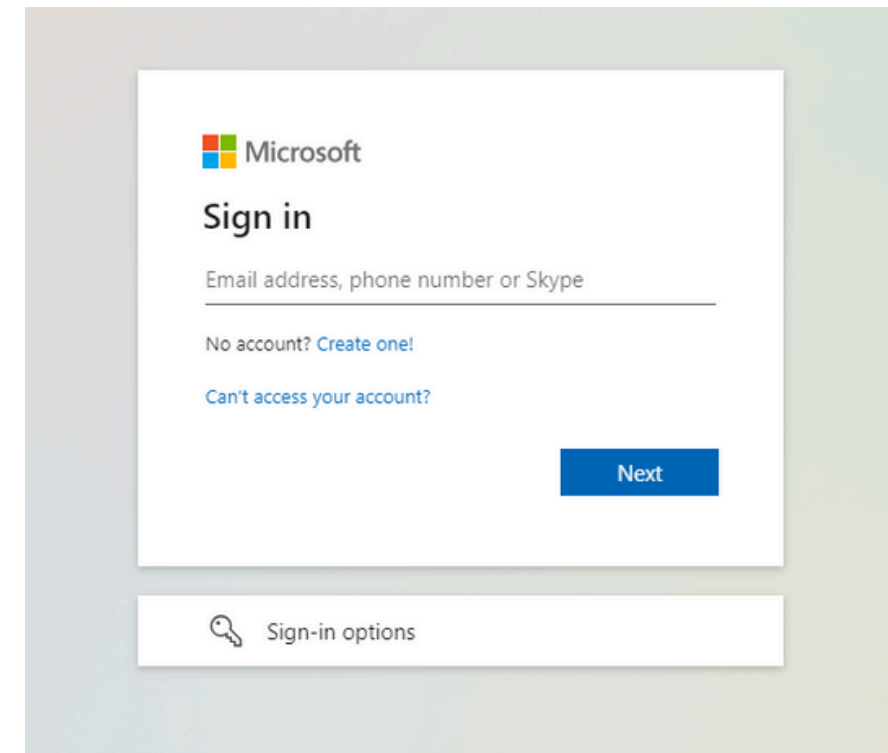 Microsoft
Sign in
Email address, phone number or Skype
No account? Create one!
Can't access your account?
Next
Sign-in options